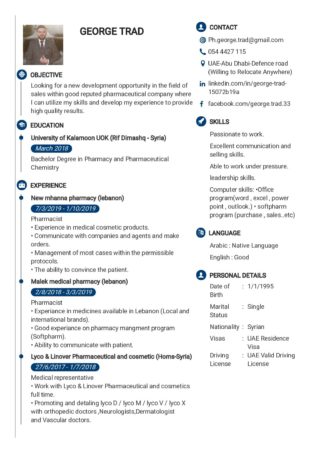 GEORGE TRAD
OBJECTIVE
Looking for a new development opportunity in the field of
sales within good reputed pharmaceutical company where
I can utilize my skills and develop my experience to provide
high quality results.
EDUCATION
University of Kalamoon UOK (Rif Dimashq - Syria)
March 2018
Bachelor Degree in Pharmacy and Pharmaceutical
Chemistry
EXPERIENCE
New mhanna pharmacy (lebanon)
7/3/2019 - 1/10/2019
Pharmacist
• Experience in medical cosmetic products.
• Communicate with companies and agents and make
orders.
• Management of most cases within the permissible
protocols.
• The ability to convince the patient.
Malek medical pharmacy (lebanon)
2/8/2018 - 3/3/2019
Pharmacist
• Experience in medicines available in Lebanon (Local and
international brands).
• Good experience on pharmacy mangment program
(Softpharm).
• Ability to communicate with patient.
Lyco & Linover Pharmaceutical and cosmetic (Homs-Syria)
27/6/2017 - 1/7/2018
Medical representative
• Work with Lyco & Linover Pharmaceutical and cosmetics
full time.
• Promoting and detaling lyco D / lyco M / lyco V / lyco X
with orthopedic doctors ,Neurologists,Dermatologist
and Vascular doctors.
CONTACT
Ph.george.trad@gmail.com
054 4427 115
UAE-Abu Dhabi-Defence road
(Willing to Relocate Anywhere)
linkedin.com/in/george-trad-
15072b19a
facebook.com/george.trad.33
SKILLS
Passionate to work.
Excellent communication and
selling skills.
Able to work under pressure.
leadership skills.
Computer skills: •Office
program(word , excel , power
point , outlook.) • softpharm
program (purchase , sales..etc)
LANGUAGE
Arabic : Native Language
English : Good
PERSONAL DETAILS
Date of : 1/1/1995
Birth
Marital : Single
Status
Nationality : Syrian
Visas : UAE Residence
Visa
Driving : UAE Valid Driving
License License